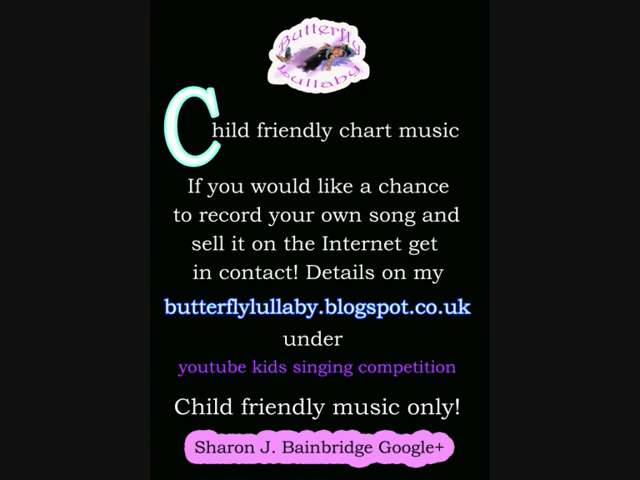 Butterfly
Lullaby
Child friendly chart music
If you would like a chance
to record your own song and
sell it on the Internet get
in contact! Details on my
butterflylullaby.blogspot.co.uk
under
youtube kids singing competition
Child friendly music only!
Sharon J. Bainbridge Google+